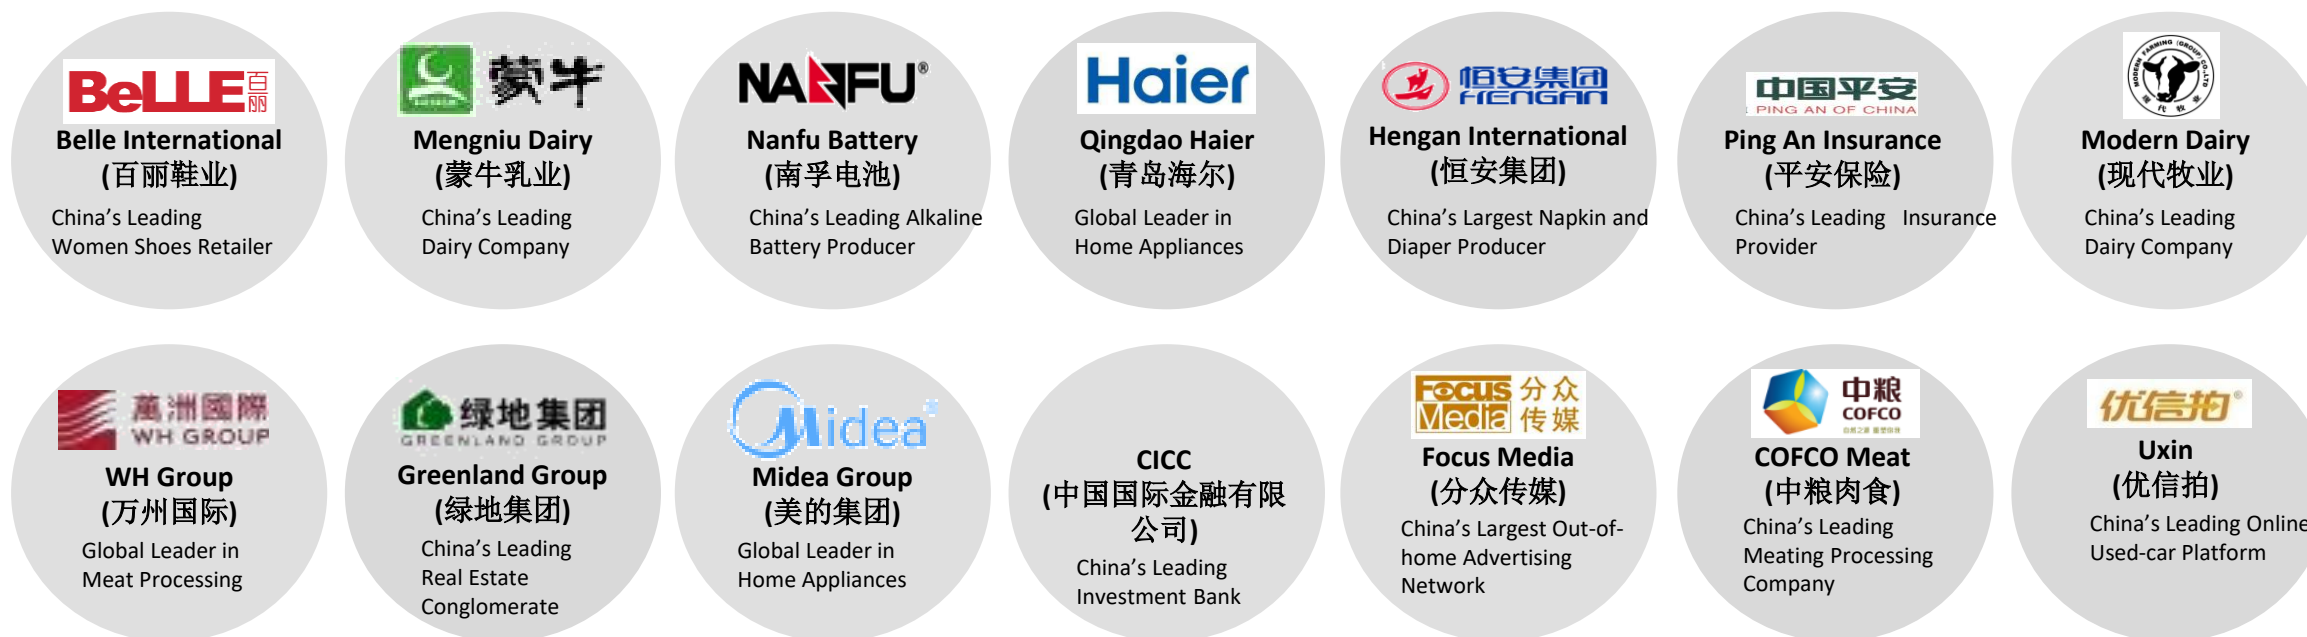 BeLLE 百丽
Belle International
(百丽鞋业)
China's Leading
Women Shoes Retailer
蒙牛
Mengniu Dairy
(蒙牛乳业)
China's Leading
Dairy Company
NANFU®
Nanfu Battery
(南孚电池)
China's Leading Alkaline
Battery Producer
Haier
Qingdao Haier
(青岛海尔)
Global Leader in
Home Appliances
恒安集团
HENGAN
Hengan International
(恒安集团)
China's Largest Napkin and
Diaper Producer
中国平安
PING AN OF CHINA
Ping An Insurance
(平安保险)
China's Leading Insurance
Provider
MODERN FARMING (GROUP) CO.,LTD
现代牧业
Modern Dairy
(现代牧业)
China's Leading
Dairy Company
萬洲國際
WH GROUP
WH Group
(万州国际)
Global Leader in
Meat Processing
绿地集团
GREENLAND GROUP
Greenland Group
(绿地集团)
China's Leading
Real Estate
Conglomerate
Midea
Midea Group
(美的集团)
Global Leader in
Home Appliances
CICC
(中国国际金融有限
公司)
China's Leading
Investment Bank
Focus 分众
Media 传媒
Focus Media
(分众传媒)
China's Largest Out-of-
home Advertising
Network
中粮
COFCO
COFCO Meat
(中粮肉食)
China's Leading
Meating Processing
Company
优信拍®
Uxin
(优信拍)
China's Leading Online
Used-car Platform